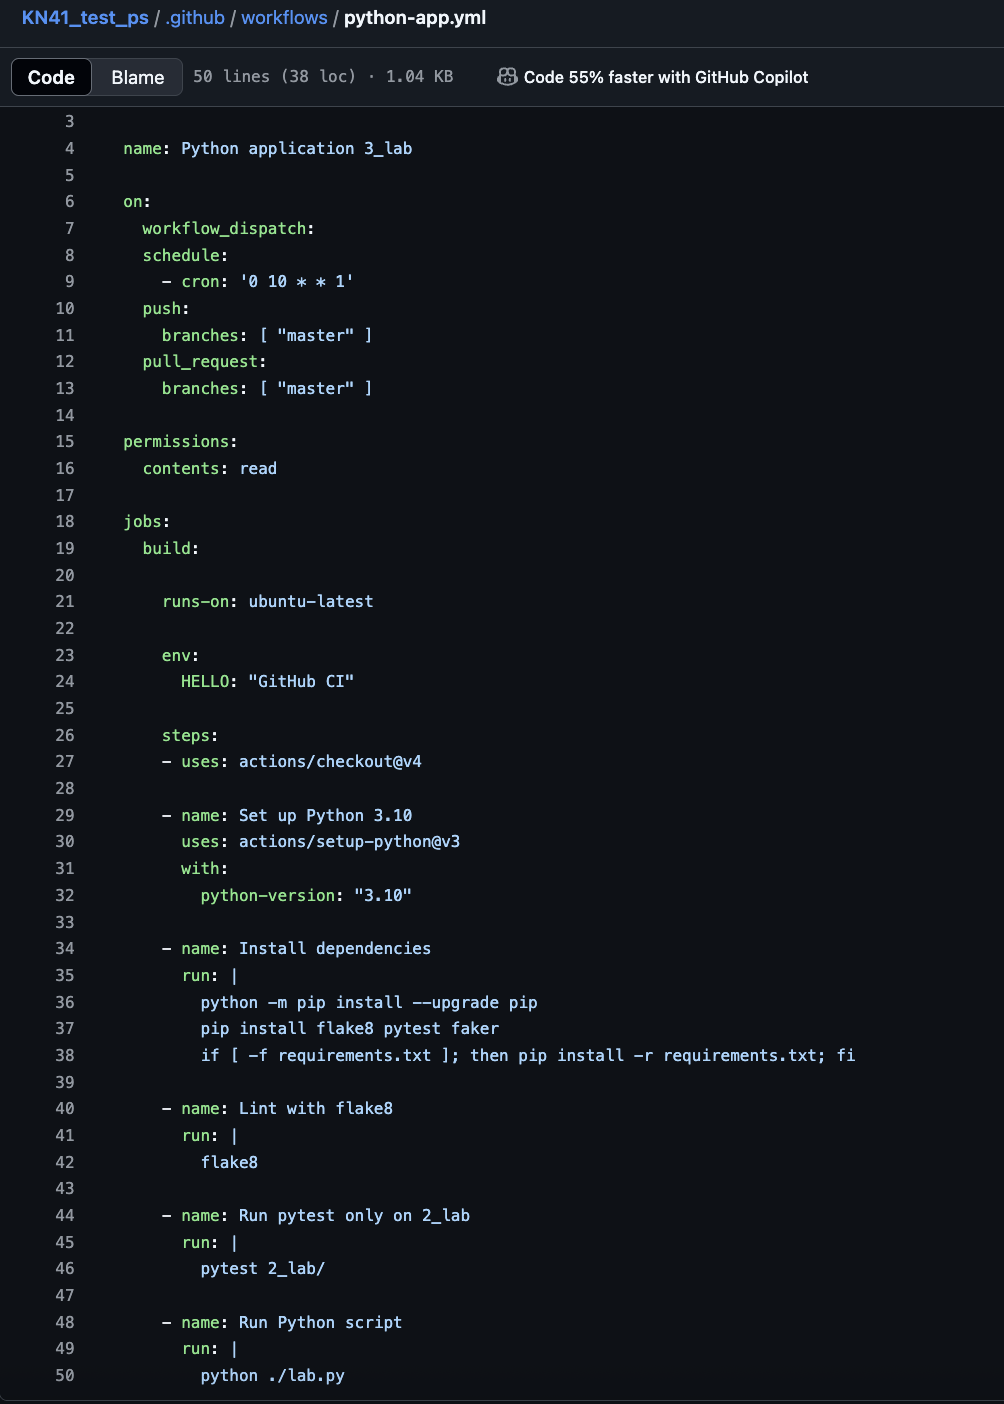 KN41_test_ps / .github / workflows / python-app.yml
Code Blame 50 lines (38 loc) · 1.04 KB Code 55% faster with GitHub Copilot
3
4 name: Python application 3_lab
5
6 on:
7 workflow_dispatch:
8 schedule:
9 - cron: '0 10 * * 1'
10 push:
11 branches: [ "master" ]
12 pull_request:
13 branches: [ "master" ]
14
15 permissions:
16 contents: read
17
18 jobs:
19 build:
20
21 runs-on: ubuntu-latest
22
23 env:
24 HELLO: "GitHub CI"
25
26 steps:
27 - uses: actions/checkout@v4
28
29 - name: Set up Python 3.10
30 uses: actions/setup-python@v3
31 with:
32 python-version: "3.10"
33
34 - name: Install dependencies
35 run: |
36 python -m pip install --upgrade pip
37 pip install flake8 pytest faker
38 if [ -f requirements.txt ]; then pip install -r requirements.txt; fi
39
40 - name: Lint with flake8
41 run: |
42 flake8
43
44 - name: Run pytest only on 2_lab
45 run: |
46 pytest 2_lab/
47
48 - name: Run Python script
49 run: |
50 python ./lab.py